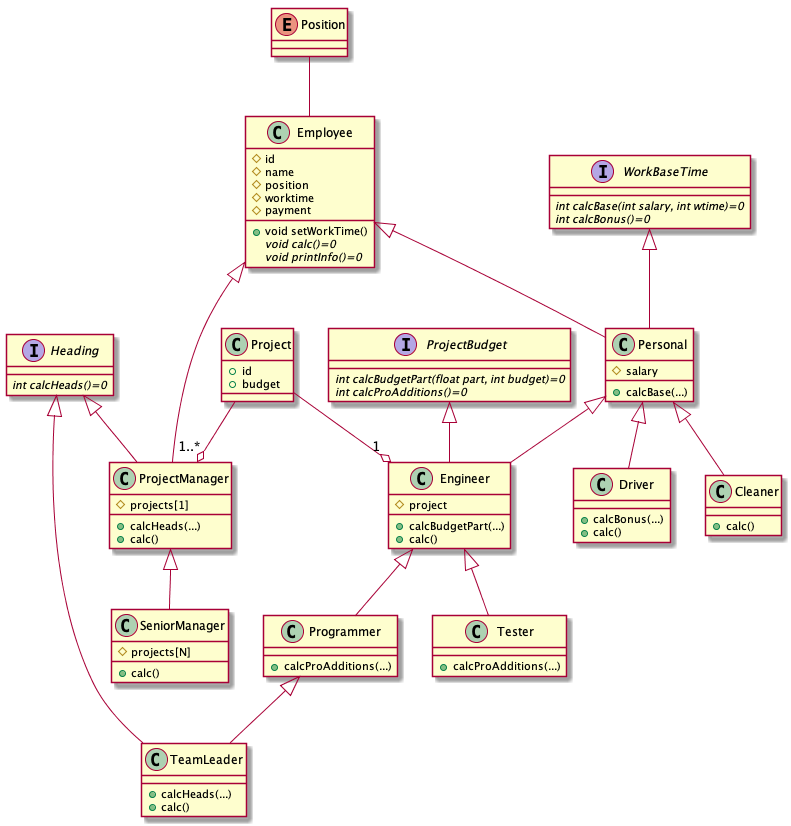 E Position
C Employee
id
name
position
worktime
payment
void setWorkTime()
void calc()=0
void printInfo()=0
I WorkBaseTime
int calcBase(int salary, int wtime)=0
int calcBonus()=0
I Heading
int calcHeads()=0
C Project
id
budget
I ProjectBudget
int calcBudgetPart(float part, int budget)=0
int calcProAdditions()=0
C Personal
salary
calcBase(...)
1..*
1
C ProjectManager
projects[1]
calcHeads(...)
calc()
C Engineer
project
calcBudgetPart(...)
calc()
C Driver
calcBonus(...)
calc()
C Cleaner
calc()
C SeniorManager
projects[N]
calc()
C Programmer
calcProAdditions(...)
C Tester
calcProAdditions(...)
C TeamLeader
calcHeads(...)
calc()